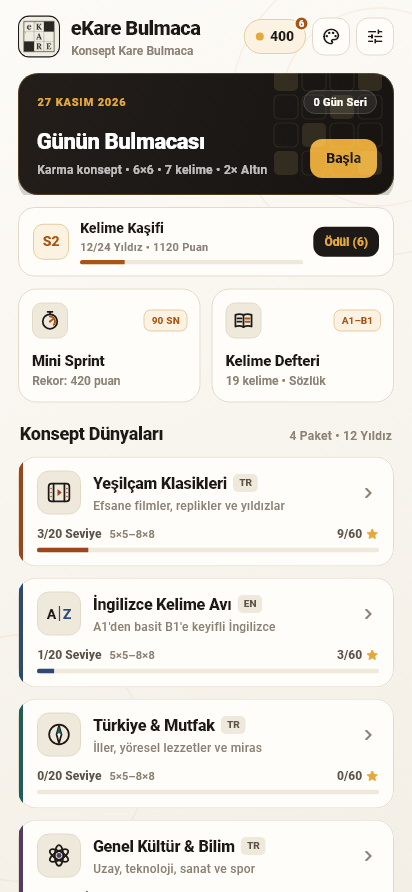 e K
K A
A R E
eKare Bulmaca
Konsept Kare Bulmaca
400
6
27 KASIM 2026
0 Gün Seri
Günün Bulmacası
Karma konsept • 6×6 • 7 kelime • 2× Altın
Başla
S2
Kelime Kaşifi
12/24 Yıldız • 1120 Puan
Ödül (6)
90 SN
Mini Sprint
Rekor: 420 puan
A1–B1
Kelime Defteri
19 kelime • Sözlük
Konsept Dünyaları
4 Paket • 12 Yıldız
Yeşilçam Klasikleri TR
Efsane filmler, replikler ve yıldızlar
3/20 Seviye 5×5–8×8 9/60
A|Z
İngilizce Kelime Avı EN
A1'den basit B1'e keyifli İngilizce
1/20 Seviye 5×5–8×8 3/60
Türkiye & Mutfak TR
İller, yöresel lezzetler ve miras
0/20 Seviye 5×5–8×8 0/60
Genel Kültür & Bilim TR
Uzay, teknoloji, sanat ve spor